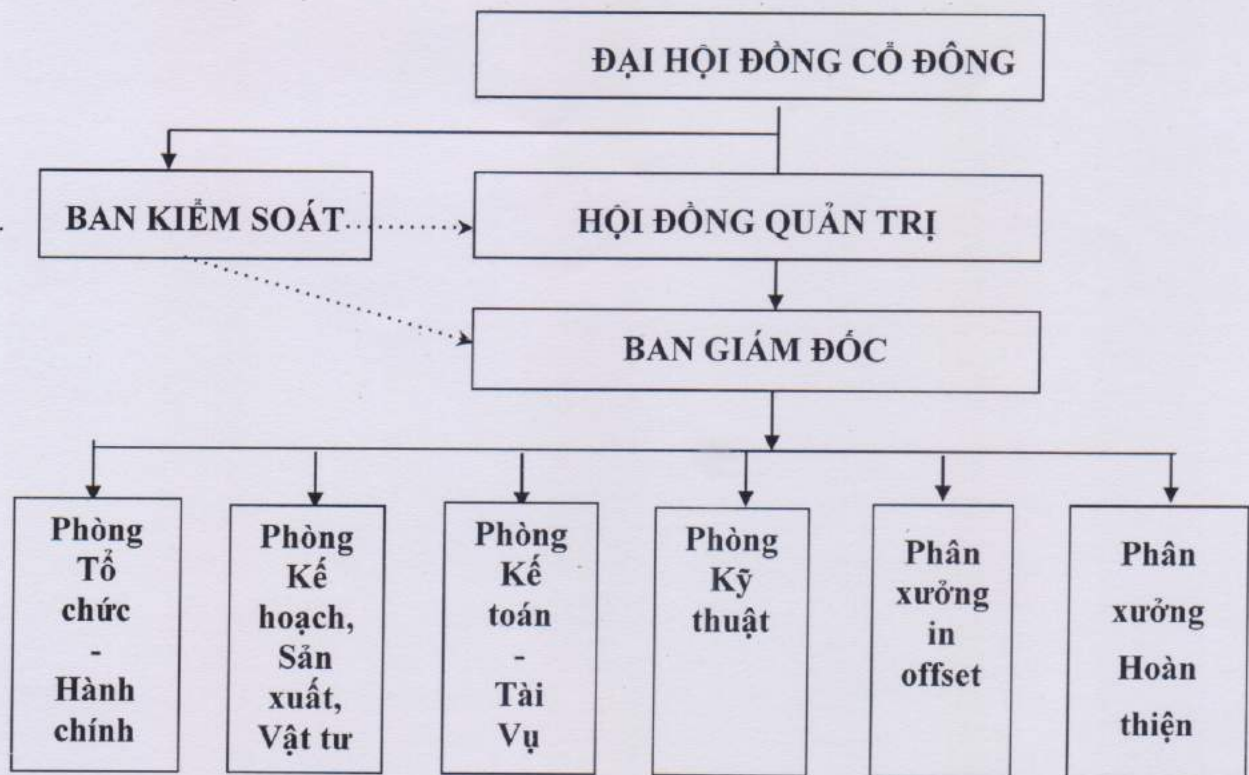 ĐẠI HỘI ĐỒNG CỔ ĐÔNG
BAN KIỂM SOÁT
HỘI ĐỒNG QUẢN TRỊ
BAN GIÁM ĐỐC
Phòng
Tổ
chức
-
Hành
chính
Phòng
Kế
hoạch,
Sản
xuất,
Vật tư
Phòng
Kế
toán
-
Tài
Vụ
Phòng
Kỹ
thuật
Phân
xưởng
in
offset
Phân
xưởng
Hoàn
thiện